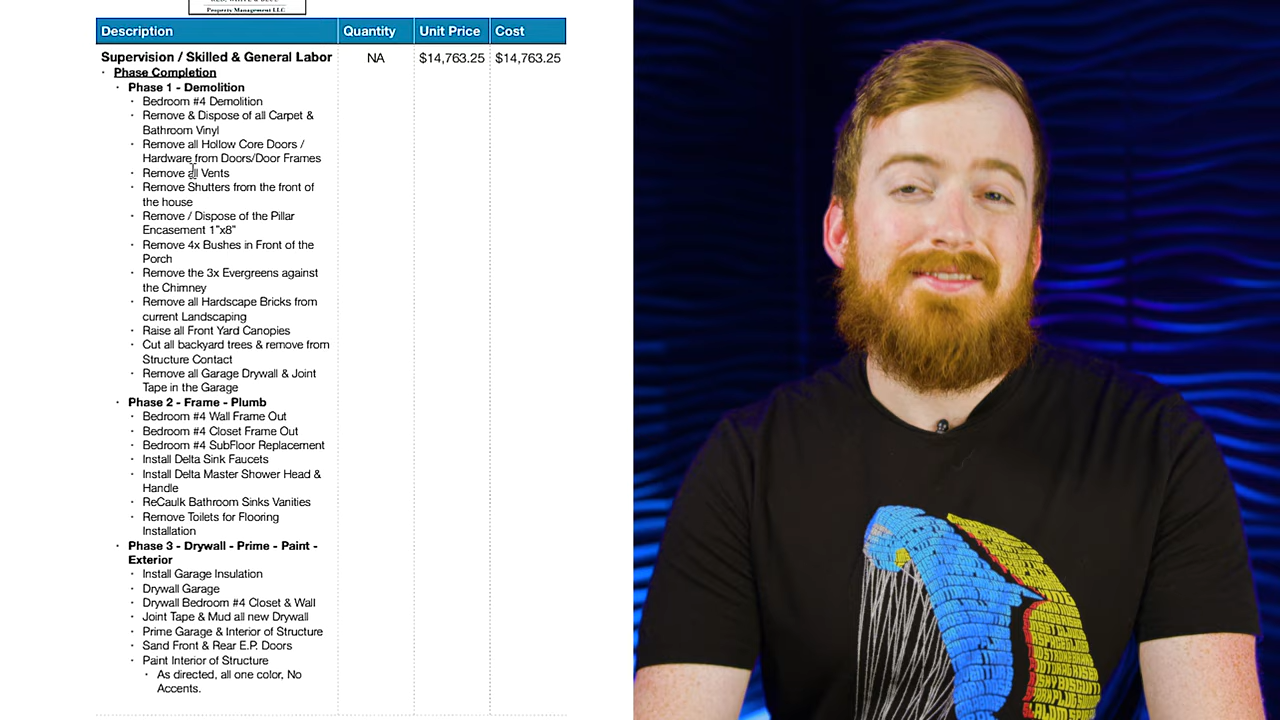 Property Management LLC
Description Quantity Unit Price Cost
Supervision / Skilled & General Labor NA $14,763.25 $14,763.25
Phase Completion
Phase 1 - Demolition
Bedroom #4 Demolition
Remove & Dispose of all Carpet &
Bathroom Vinyl
Remove all Hollow Core Doors /
Hardware from Doors/Door Frames
Remove all Vents
Remove Shutters from the front of
the house
Remove / Dispose of the Pillar
Encasement 1"x8"
Remove 4x Bushes in Front of the
Porch
Remove the 3x Evergreens against
the Chimney
Remove all Hardscape Bricks from
current Landscaping
Raise all Front Yard Canopies
Cut all backyard trees & remove from
Structure Contact
Remove all Garage Drywall & Joint
Tape in the Garage
Phase 2 - Frame - Plumb
Bedroom #4 Wall Frame Out
Bedroom #4 Closet Frame Out
Bedroom #4 SubFloor Replacement
Install Delta Sink Faucets
Install Delta Master Shower Head &
Handle
ReCaulk Bathroom Sinks Vanities
Remove Toilets for Flooring
Installation
Phase 3 - Drywall - Prime - Paint -
Exterior
Install Garage Insulation
Drywall Garage
Drywall Bedroom #4 Closet & Wall
Joint Tape & Mud all new Drywall
Prime Garage & Interior of Structure
Sand Front & Rear E.P. Doors
Paint Interior of Structure
As directed, all one color, No
Accents.